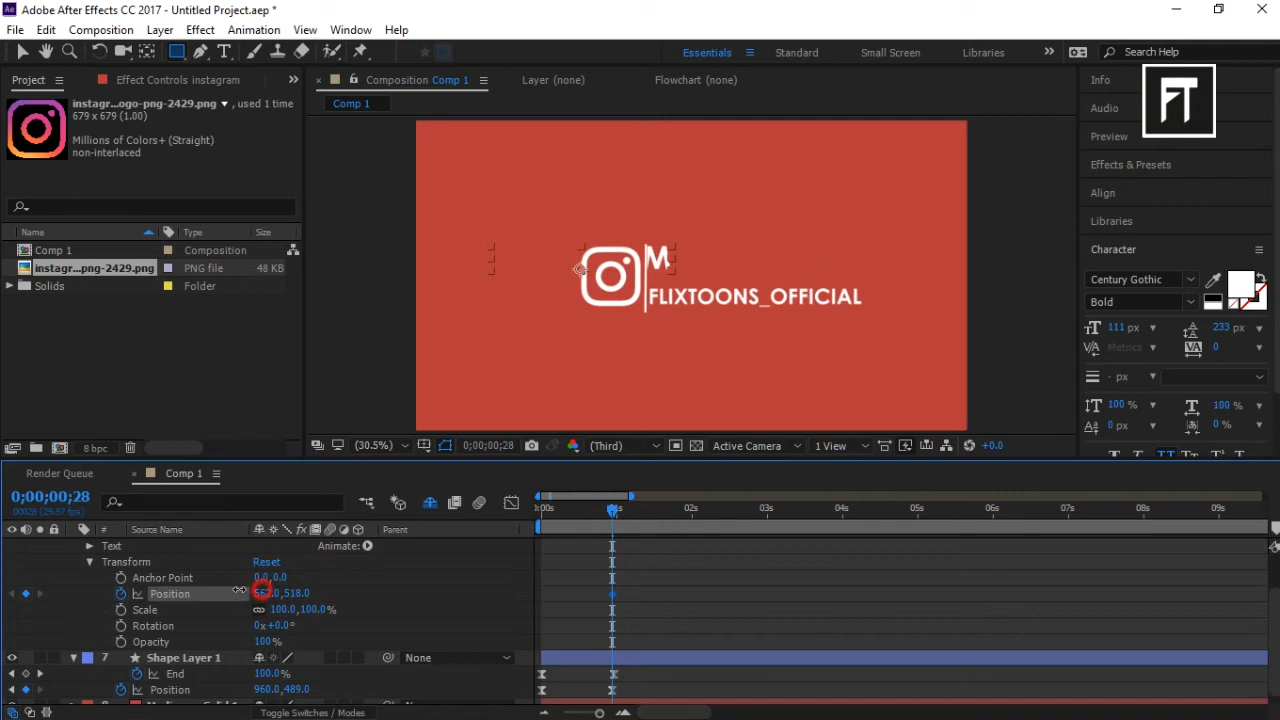 Ae Adobe After Effects CC 2017 - Untitled Project.aep *
File Edit Composition Layer Effect Animation View Window Help
Essentials Standard Small Screen Libraries Search Help
Project Effect Controls instagram
Composition Comp 1 Layer (none) Flowchart (none)
Info
instagr...ogo-png-2429.png , used 1 time
679 x 679 (1.00)
Millions of Colors+ (Straight)
non-interlaced
Comp 1
FT
Audio
Preview
Effects & Presets
Align
Libraries
Name Type Size
Comp 1 Composition
instagr...png-2429.png PNG file 48 KB
Solids Folder
M
FLIXTOONS_OFFICIAL
Character
Century Gothic
Bold
111 px 233 px
Metrics 0
- px
100 % 100 %
0 px 0 %
8 bpc
(30.5%) 0;00;00;28 (Third) Active Camera 1 View +0.0
Render Queue Comp 1
0;00;00;28
00028 (29.97 fps)
:00s 02s 03s 04s 05s 06s 07s 08s 09s
# Source Name Parent
Text Animate:
Transform Reset
Anchor Point 0.0,0.0
Position 518.0
Scale 100.0,100.0%
Rotation 0x+0.0°
Opacity 100%
7 Shape Layer 1 None
End 100.0%
Position 960.0,489.0
Toggle Switches / Modes